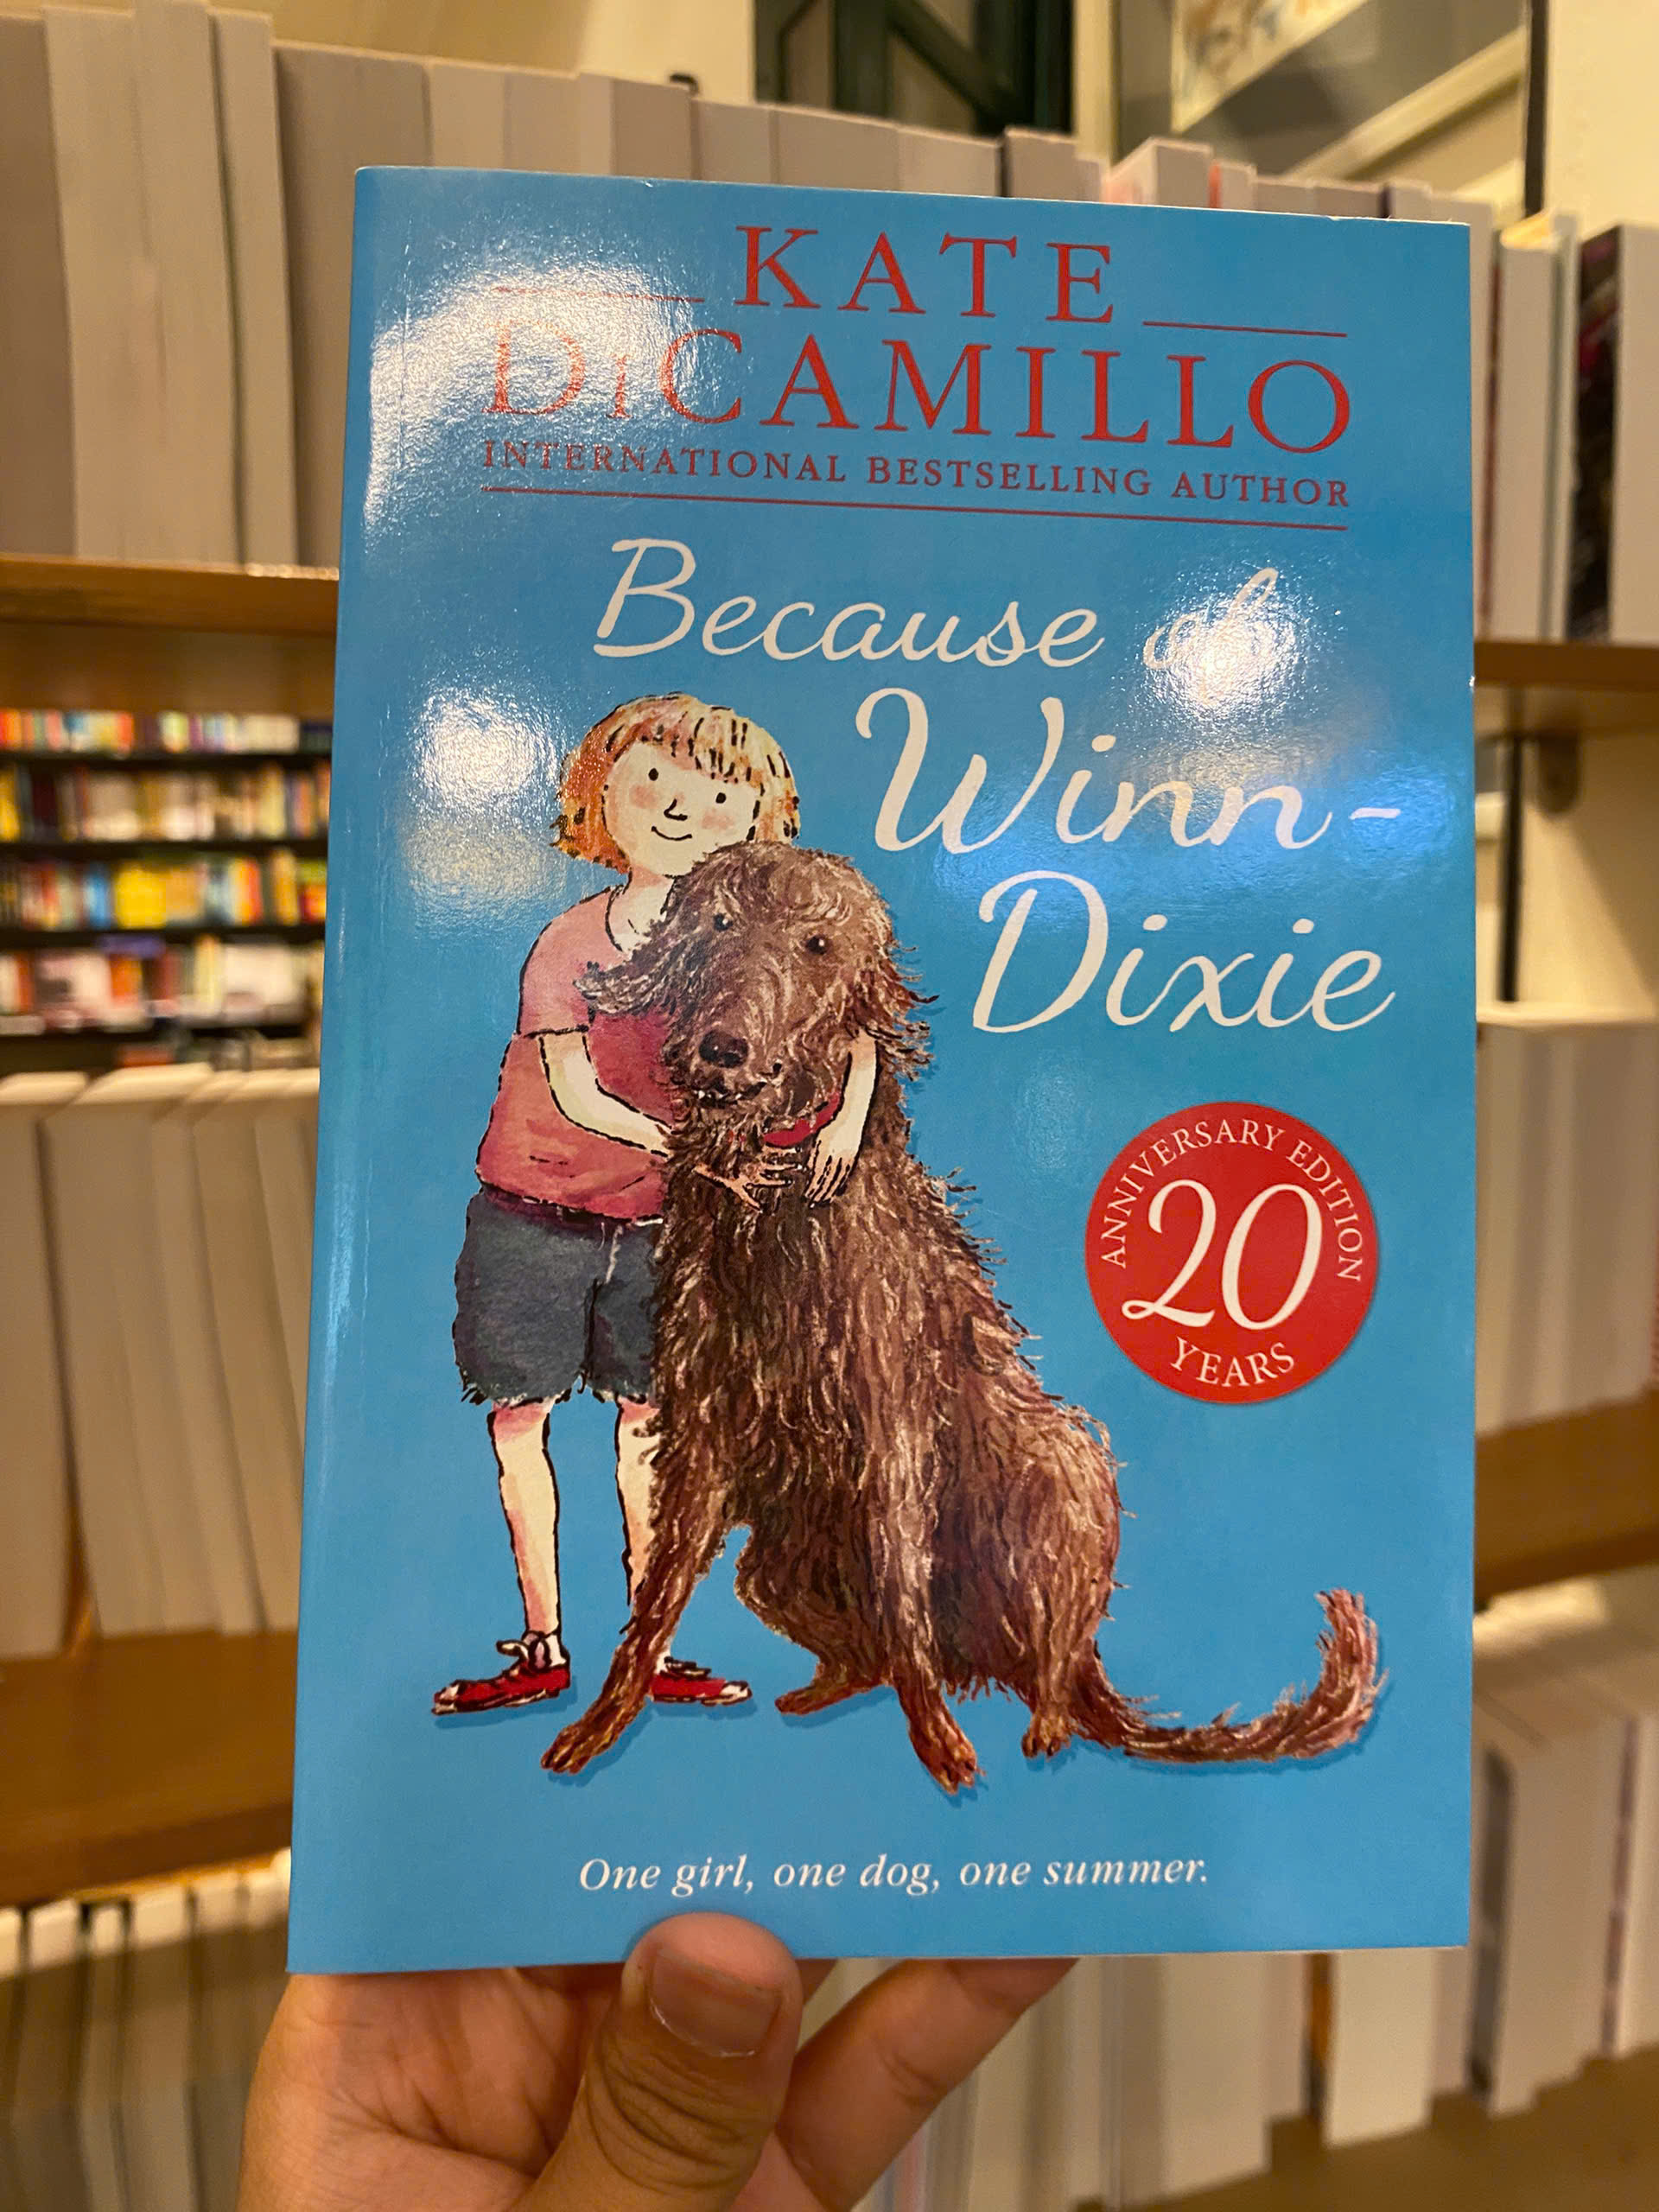 KATE
DiCAMILLO
INTERNATIONAL BESTSELLING AUTHOR
Because of
Winn-
Dixie
ANNIVERSARY EDITION
20
YEARS
One girl, one dog, one summer.